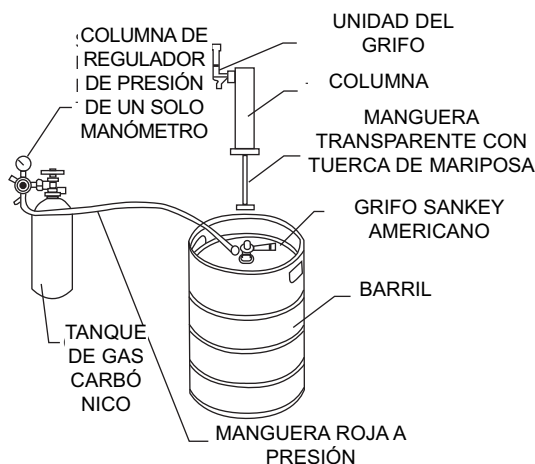 COLUMNA DE
REGULADOR
DE PRESIÓN
DE UN SOLO
MANÓMETRO
UNIDAD DEL
GRIFO
COLUMNA
MANGUERA
TRANSPARENTE CON
TUERCA DE MARIPOSA
GRIFO SANKEY
AMERICANO
BARRIL
TANQUE
DE GAS
CARBÓ
NICO
MANGUERA ROJA A
PRESIÓN